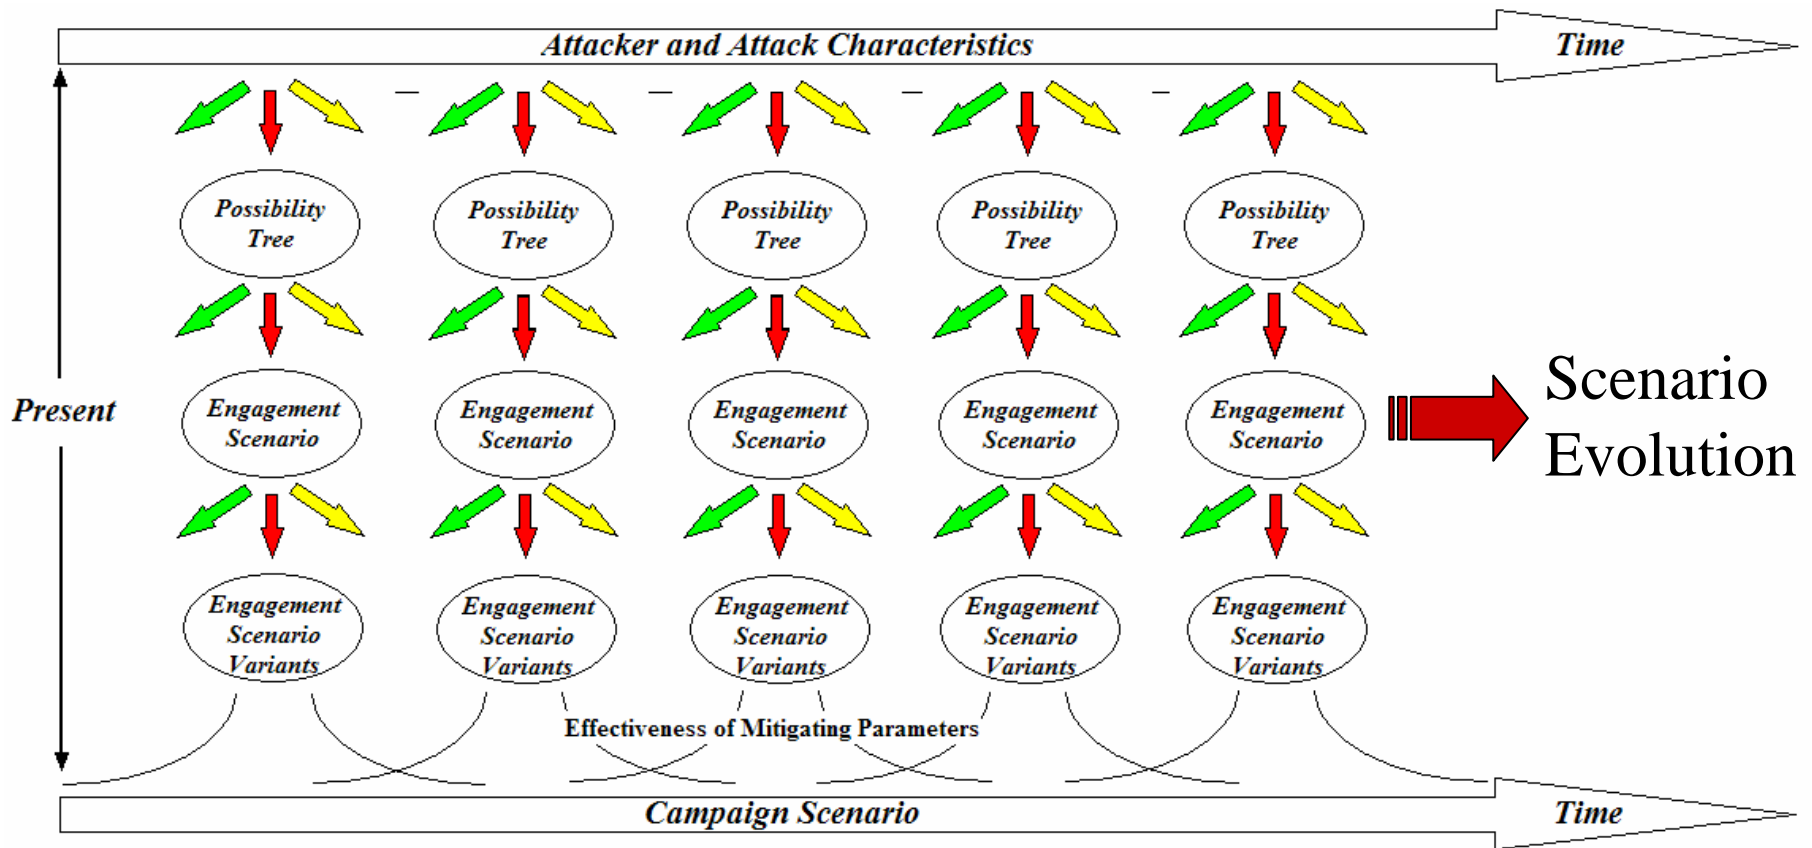 Attacker and Attack Characteristics
Time
Possibility
Tree
Possibility
Tree
Possibility
Tree
Possibility
Tree
Possibility
Tree
Present
Engagement
Scenario
Engagement
Scenario
Engagement
Scenario
Engagement
Scenario
Engagement
Scenario
Scenario
Evolution
Engagement
Scenario
Variants
Engagement
Scenario
Variants
Engagement
Scenario
Variants
Engagement
Scenario
Variants
Engagement
Scenario
Variants
Effectiveness of Mitigating Parameters
Campaign Scenario
Time